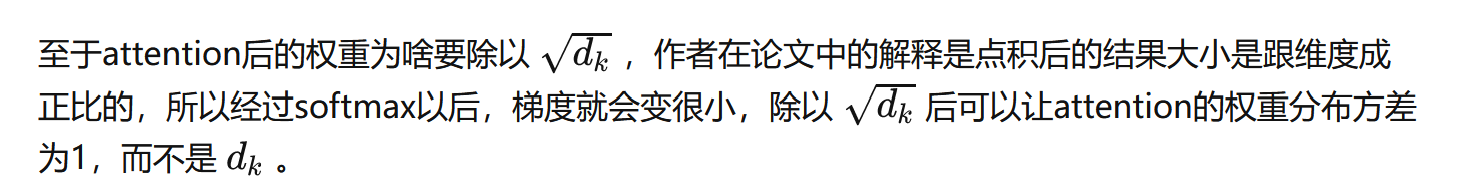 至于attention后的权重为啥要除以 $\sqrt{d_k}$ ，作者在论文中的解释是点积后的结果大小是跟维度成
正比的，所以经过softmax以后，梯度就会变很小，除以 $\sqrt{d_k}$ 后可以让attention的权重分布方差
为1，而不是 $d_k$ 。